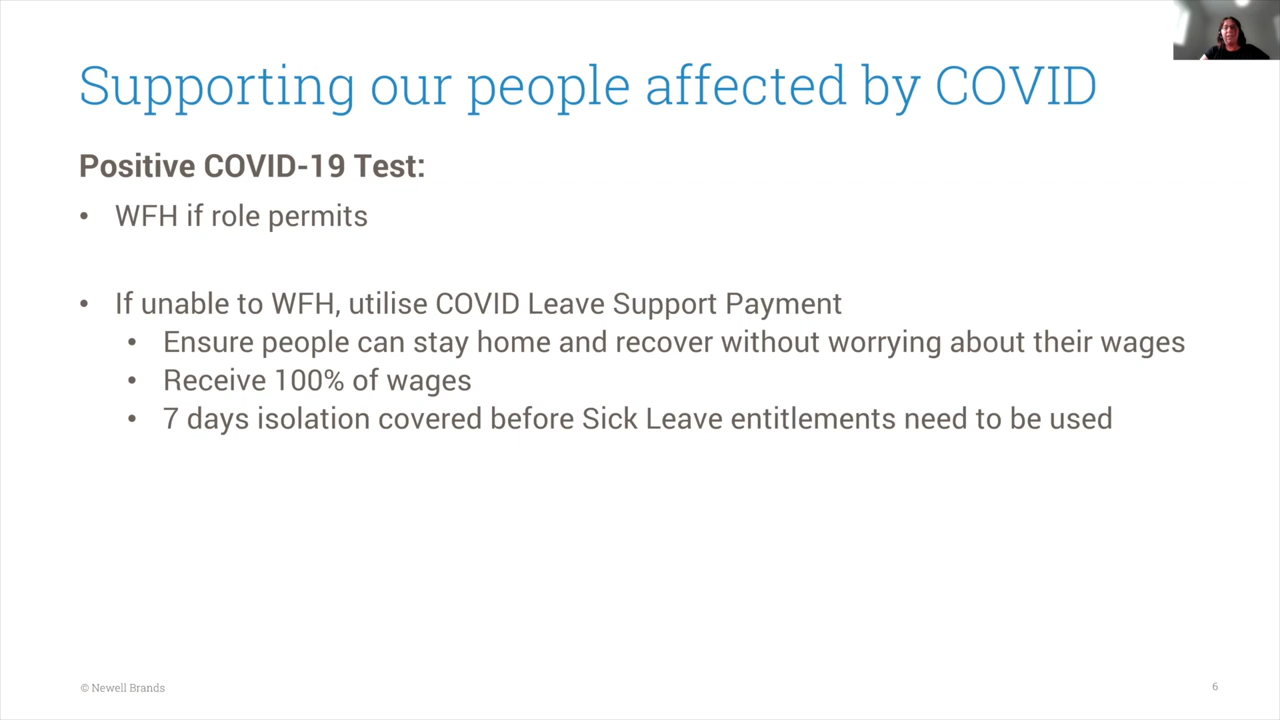 Supporting our people affected by COVID
Positive COVID-19 Test:
• WFH if role permits
• If unable to WFH, utilise COVID Leave Support Payment
• Ensure people can stay home and recover without worrying about their wages
• Receive 100% of wages
• 7 days isolation covered before Sick Leave entitlements need to be used
© Newell Brands
6